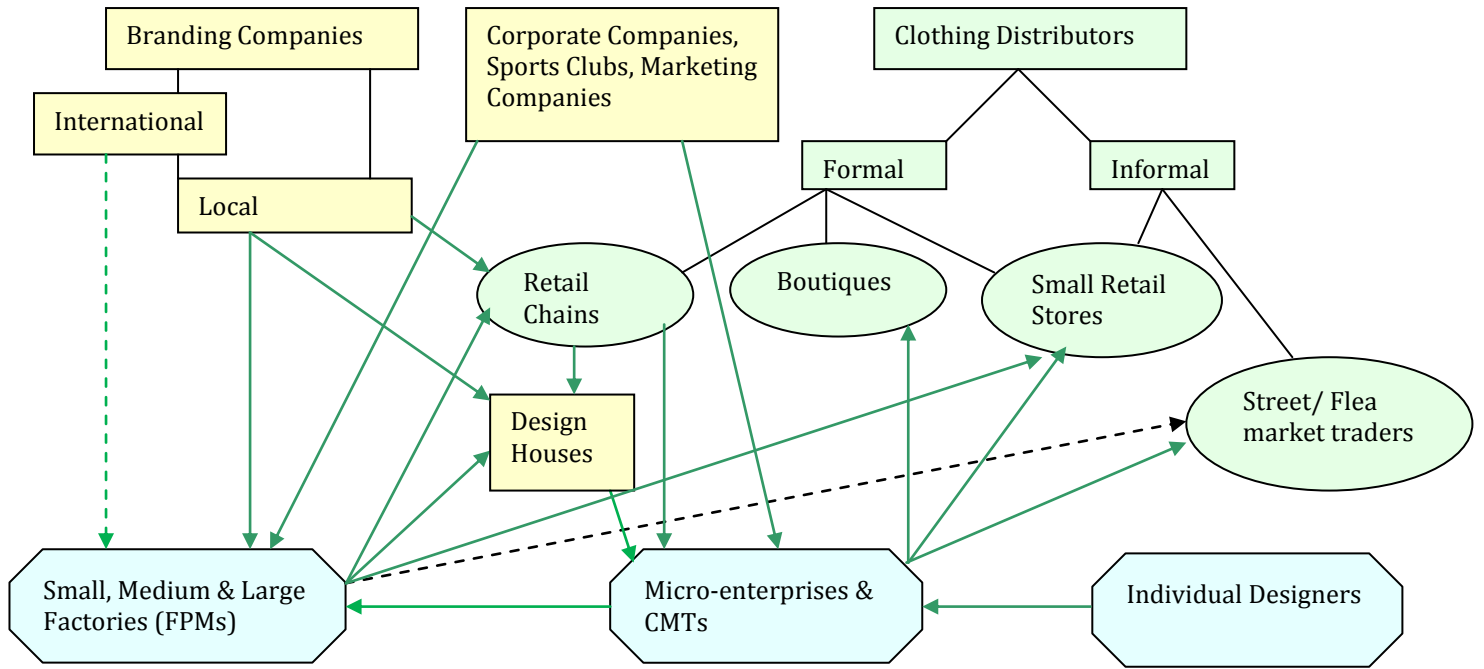 Branding Companies
Corporate Companies,
Sports Clubs, Marketing
Companies
Clothing Distributors
International
Formal
Informal
Local
Retail
Chains
Boutiques
Small Retail
Stores
Design
Houses
Street/ Flea
market traders
Small, Medium & Large
Factories (FPMs)
Micro-enterprises &
CMTs
Individual Designers